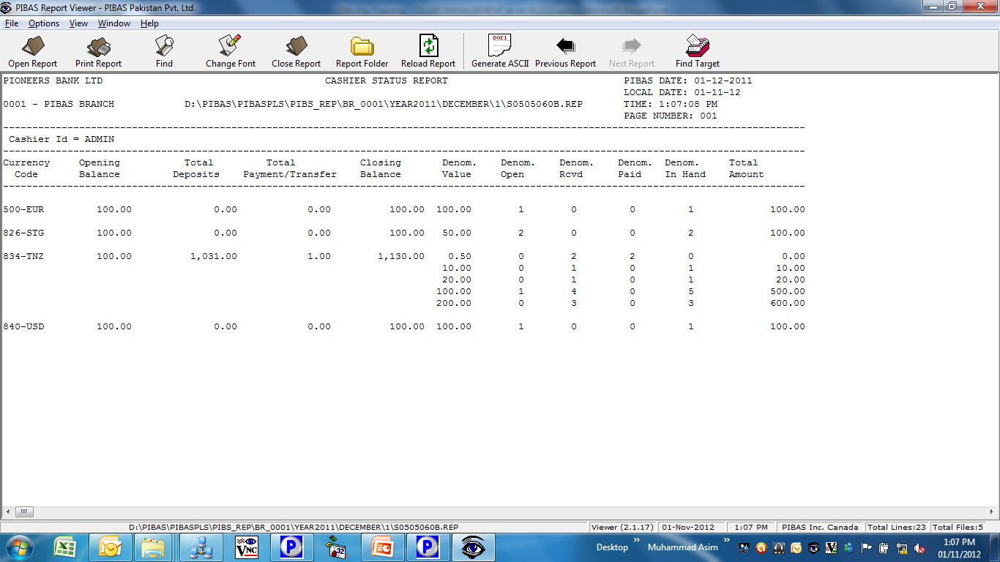 PIBAS Report Viewer - PIBAS Pakistan Pvt. Ltd.
File Options View Window Help
Open Report Print Report Find Change Font Close Report Report Folder Reload Report Generate ASCII Previous Report Next Report Find Target
PIONEERS BANK LTD CASHIER STATUS REPORT PIBAS DATE: 01-12-2011
LOCAL DATE: 01-11-12
0001 - PIBAS BRANCH D:\PIBAS\PIBASPLS\PIBS_REP\BR_0001\YEAR2011\DECEMBER\1\S0505060B.REP TIME: 1:07:08 PM
PAGE NUMBER: 001
Cashier Id = ADMIN
Currency Opening Total Total Closing Denom. Denom. Denom. Denom. Denom. Total
Code Balance Deposits Payment/Transfer Balance Value Open Rcvd Paid In Hand Amount
500-EUR 100.00 0.00 0.00 100.00 100.00 1 0 0 1 100.00
826-STG 100.00 0.00 0.00 100.00 50.00 2 0 0 2 100.00
834-TNZ 100.00 1,031.00 1.00 1,130.00 0.50 0 2 2 0 0.00
10.00 0 1 0 1 10.00
20.00 0 1 0 1 20.00
100.00 1 4 0 5 500.00
200.00 0 3 0 3 600.00
840-USD 100.00 0.00 0.00 100.00 100.00 1 0 0 1 100.00
D:\PIBAS\PIBASPLS\PIBS_REP\BR_0001\YEAR2011\DECEMBER\1\S0505060B.REP Viewer (2.1.17) 01-Nov-2012 1:07 PM PIBAS Inc. Canada Total Lines:23 Total Files:5
Desktop » Muhammad Asim » 1:07 PM
01/11/2012